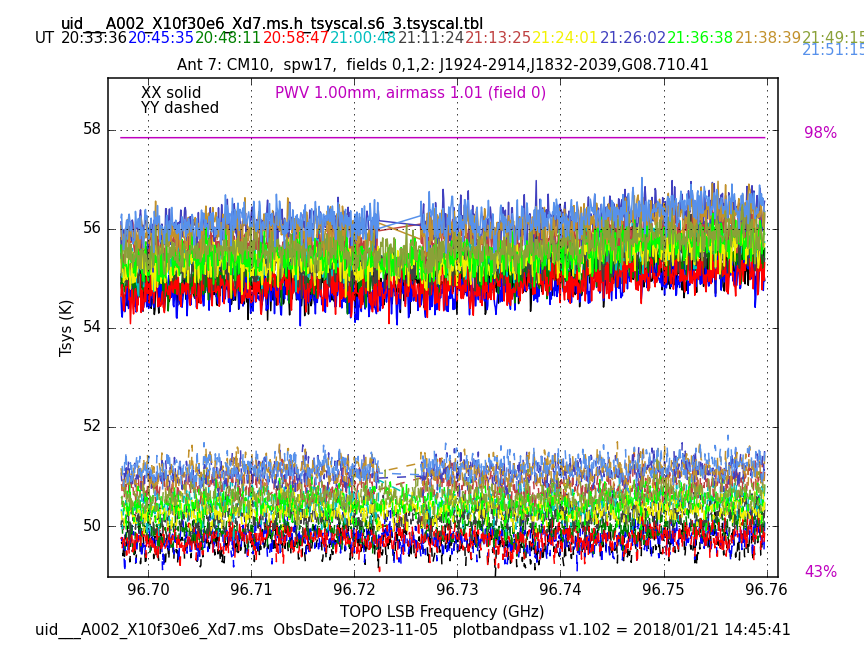 uid___A002_X10f30e6_Xd7.ms.h_tsyscal.s6_3.tsyscal.tbl
UT 20:33:36 20:45:35 20:48:11 20:58:47 21:00:48 21:11:24 21:13:25 21:24:01 21:26:02 21:36:38 21:38:39 21:49:15
21:51:15
Ant 7: CM10,  spw17,  fields 0,1,2: J1924-2914,J1832-2039,G08.710.41
XX solid
PWV 1.00mm, airmass 1.01 (field 0)
YY dashed
98%
58
56
54
52
50
43%
Tsys (K)
96.70 96.71 96.72 96.73 96.74 96.75 96.76
TOPO LSB Frequency (GHz)
uid___A002_X10f30e6_Xd7.ms  ObsDate=2023-11-05   plotbandpass v1.102 = 2018/01/21 14:45:41